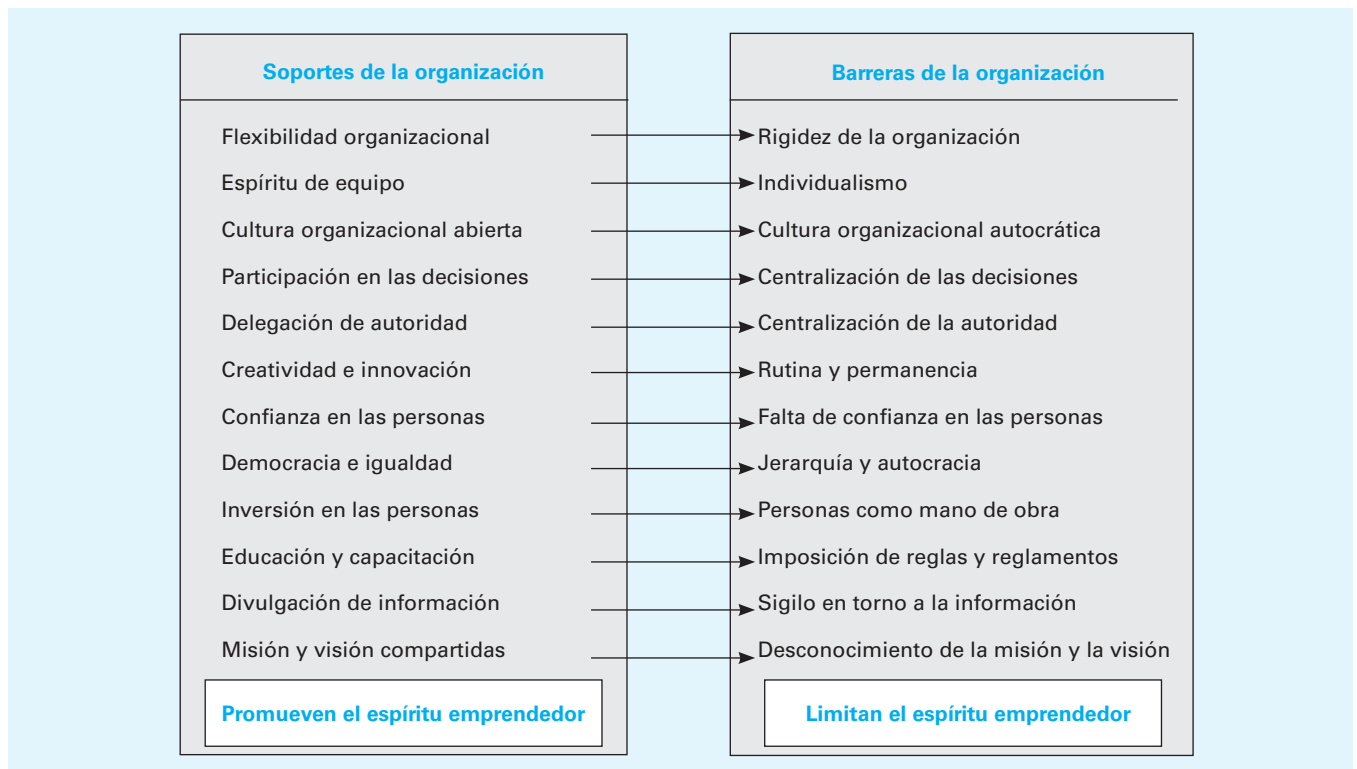 Soportes de la organización
Flexibilidad organizacional
Espíritu de equipo
Cultura organizacional abierta
Participación en las decisiones
Delegación de autoridad
Creatividad e innovación
Confianza en las personas
Democracia e igualdad
Inversión en las personas
Educación y capacitación
Divulgación de información
Misión y visión compartidas
Promueven el espíritu emprendedor
Barreras de la organización
Rigidez de la organización
Individualismo
Cultura organizacional autocrática
Centralización de las decisiones
Centralización de la autoridad
Rutina y permanencia
Falta de confianza en las personas
Jerarquía y autocracia
Personas como mano de obra
Imposición de reglas y reglamentos
Sigilo en torno a la información
Desconocimiento de la misión y la visión
Limitan el espíritu emprendedor